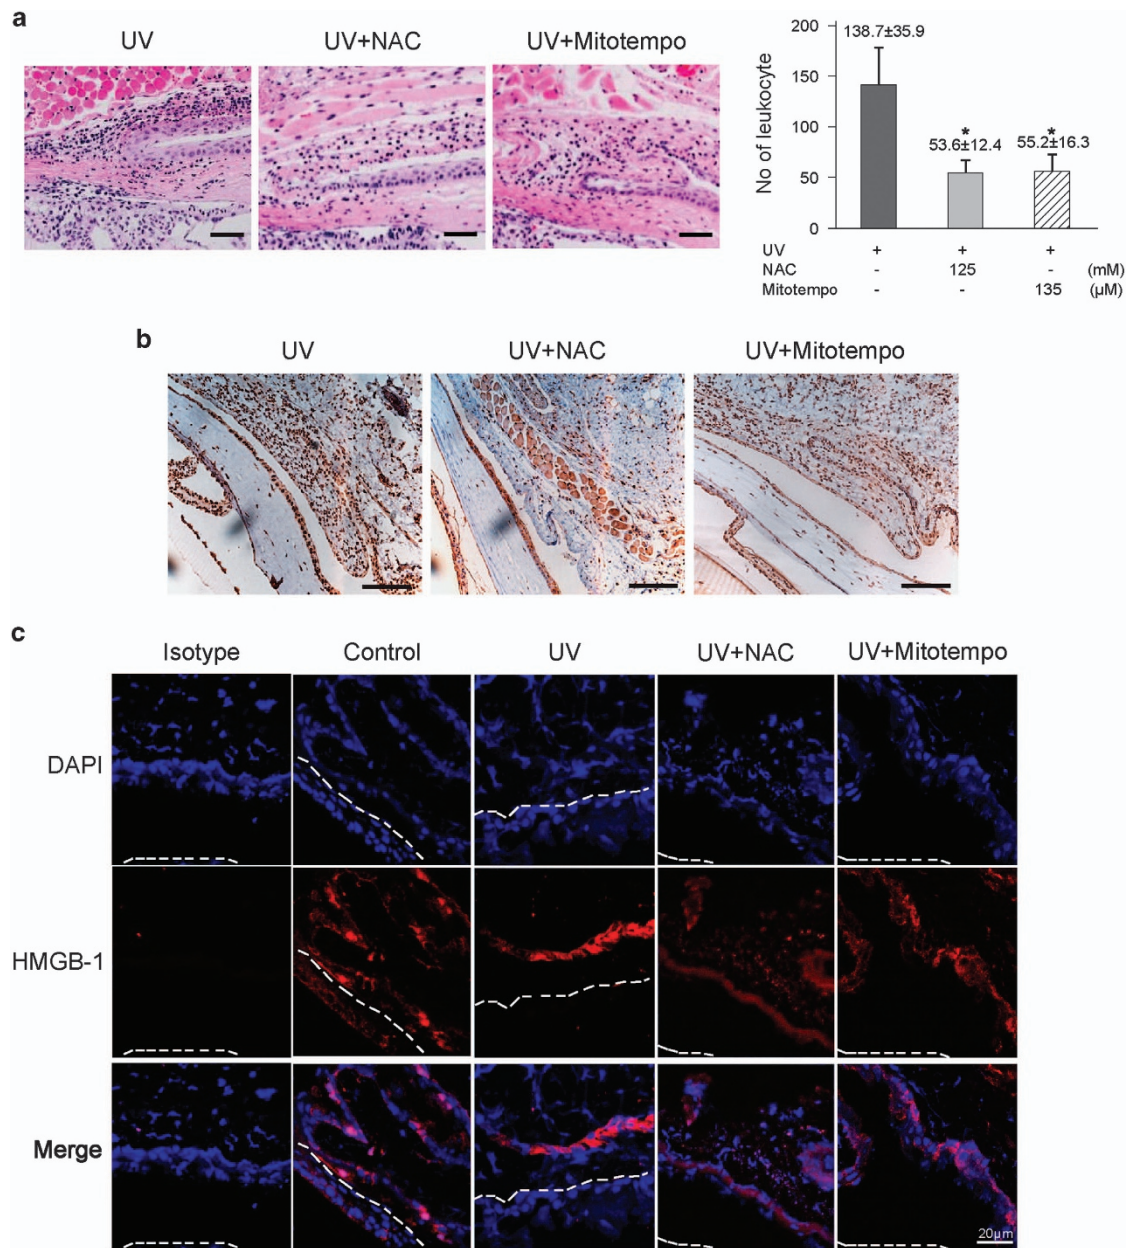 a
UV
UV+NAC
UV+Mitotempo
No of leukocyte
200
150
100
50
0
138.7±35.9
*
53.6±12.4
*
55.2±16.3
UV + + +
NAC - 125 - (mM)
Mitotempo - - 135 (µM)
b
UV
UV+NAC
UV+Mitotempo
c
Isotype
Control
UV
UV+NAC
UV+Mitotempo
DAPI
HMGB-1
Merge
20µm